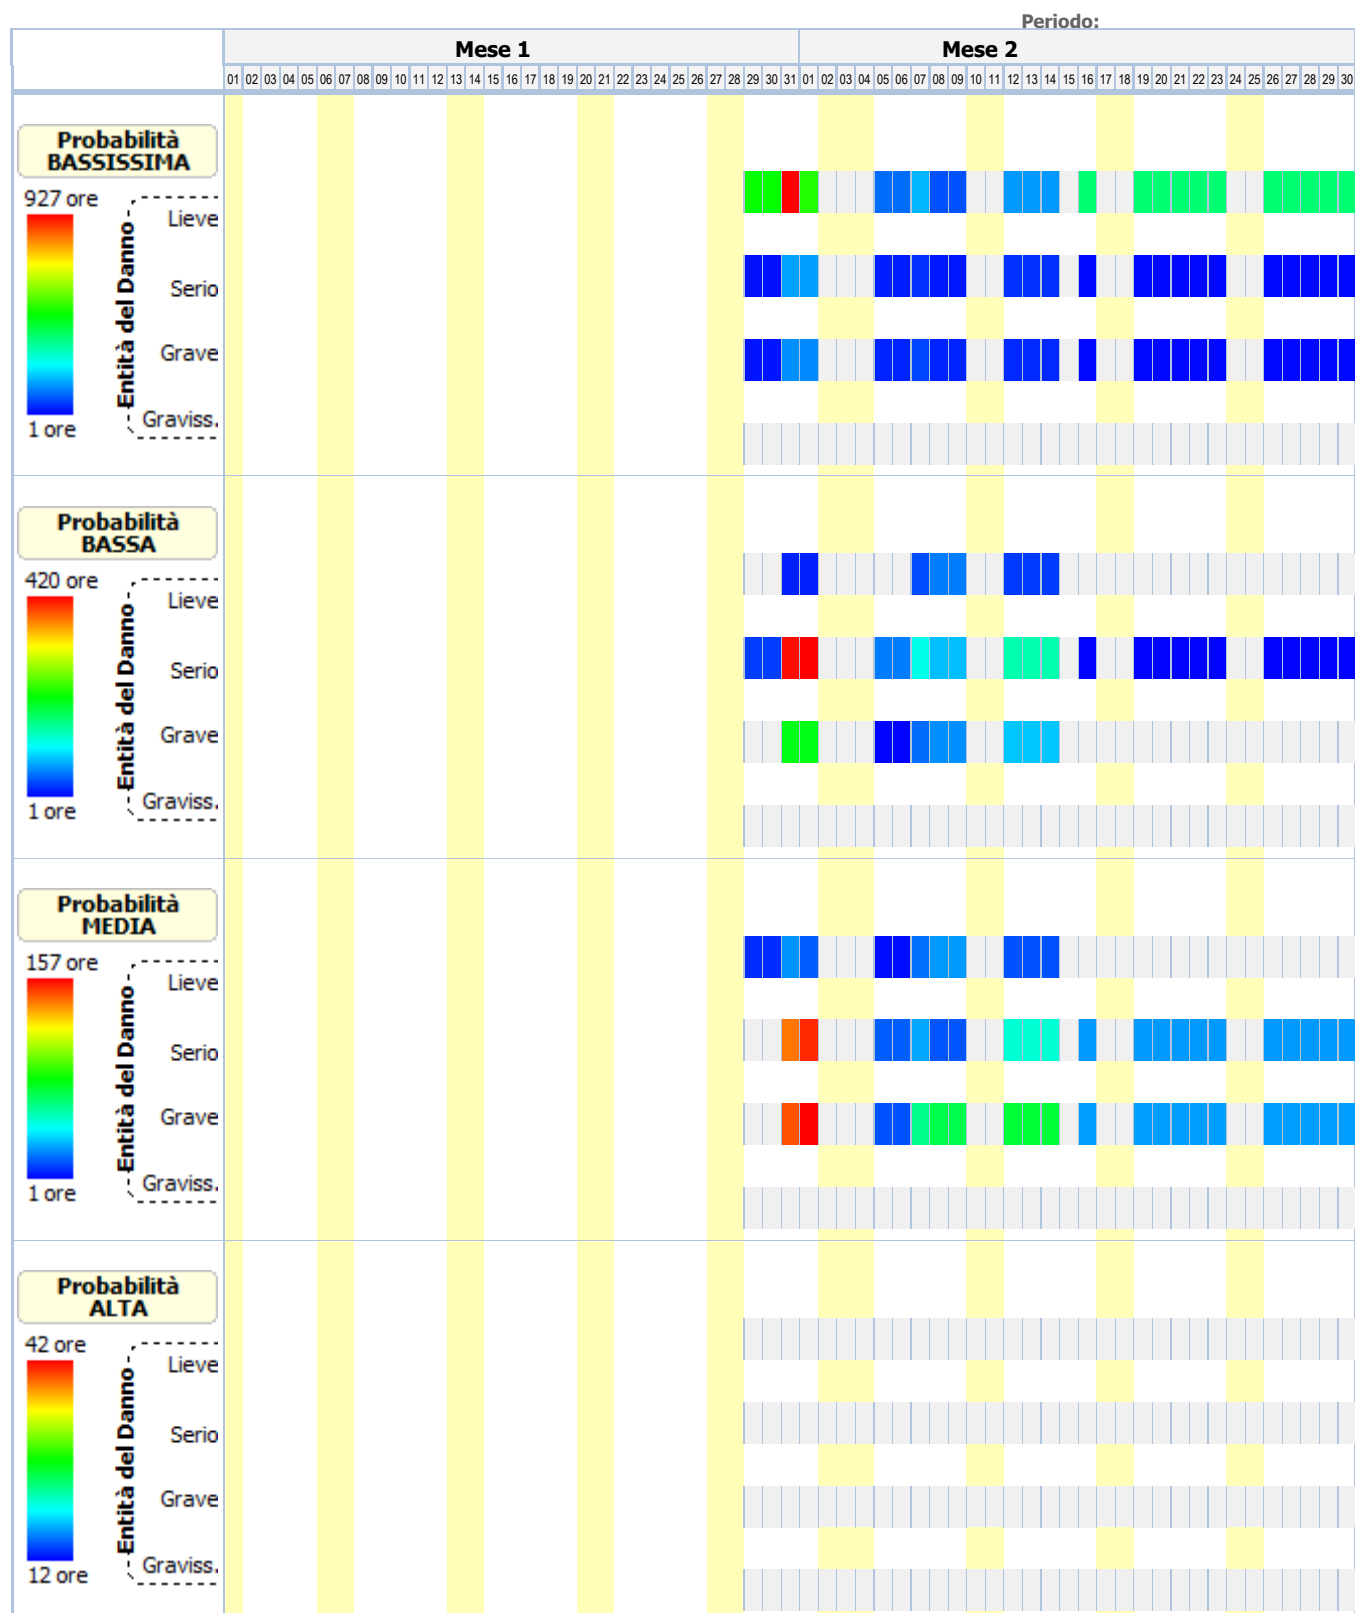 Periodo:
Mese 1 Mese 2
01 02 03 04 05 06 07 08 09 10 11 12 13 14 15 16 17 18 19 20 21 22 23 24 25 26 27 28 29 30 31 01 02 03 04 05 06 07 08 09 10 11 12 13 14 15 16 17 18 19 20 21 22 23 24 25 26 27 28 29 30
Probabilità
BASSISSIMA
927 ore
Lieve
Serio
Entità del Danno
Grave
Graviss.
1 ore
Probabilità
BASSA
420 ore
Lieve
Serio
Entità del Danno
Grave
Graviss.
1 ore
Probabilità
MEDIA
157 ore
Lieve
Serio
Entità del Danno
Grave
Graviss.
1 ore
Probabilità
ALTA
42 ore
Lieve
Serio
Entità del Danno
Grave
Graviss.
12 ore